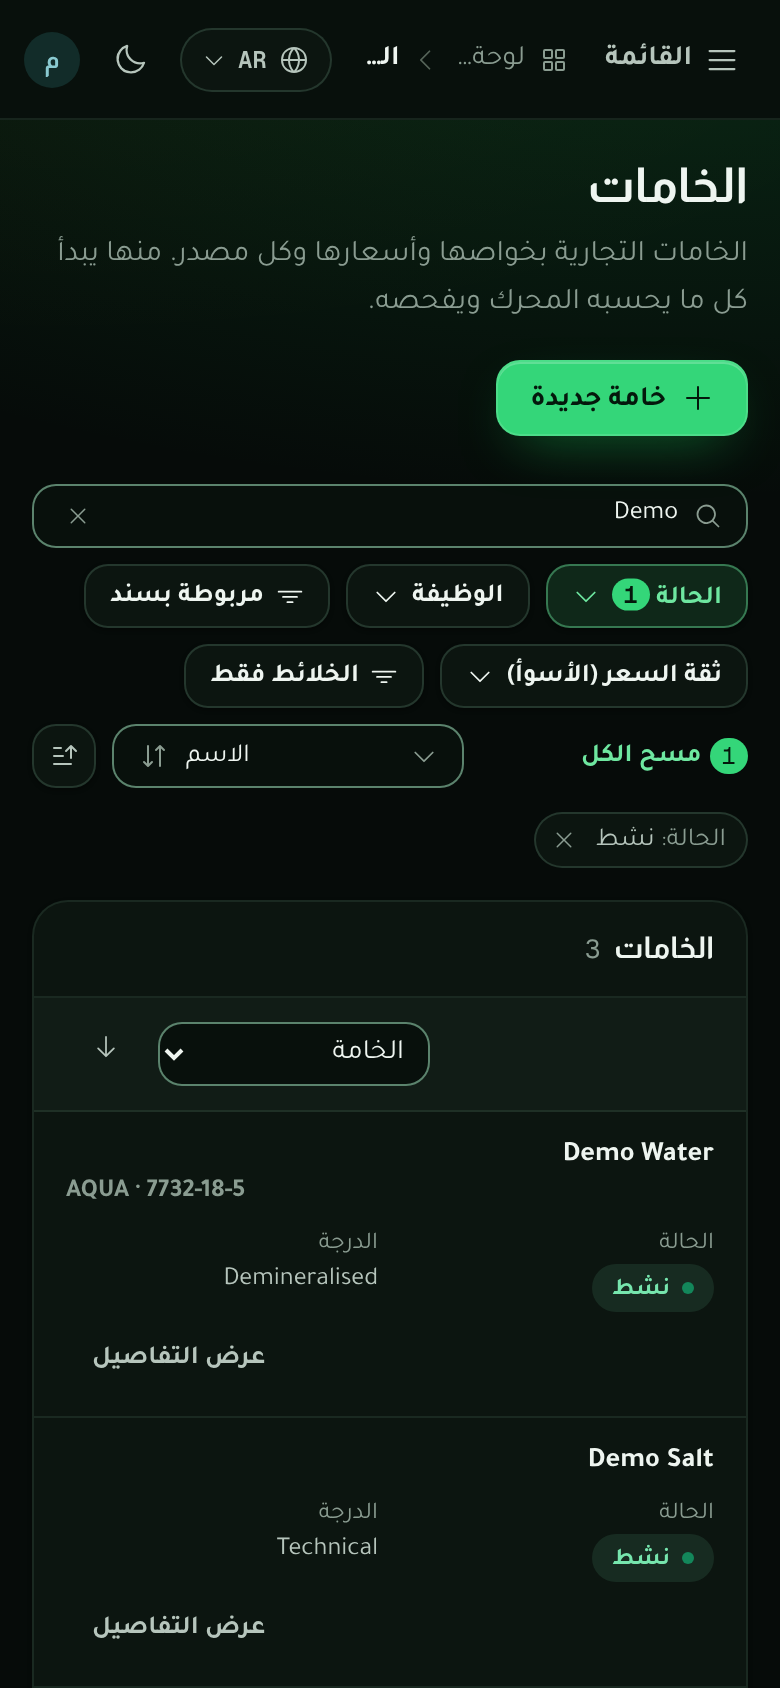 القائمة
لوحة...
الـ...
AR
م
الخامات
الخامات التجارية بخواصها وأسعارها وكل مصدر. منها يبدأ
كل ما يحسبه المحرك ويفحصه.
خامة جديدة
Demo
الحالة 1
الوظيفة
مربوطة بسند
ثقة السعر (الأسوأ)
الخلائط فقط
1 مسح الكل
الاسم
الحالة: نشط
الخامات 3
الخامة
Demo Water
AQUA · 7732-18-5
الحالة
الدرجة
نشط
Demineralised
عرض التفاصيل
Demo Salt
الحالة
الدرجة
نشط
Technical
عرض التفاصيل